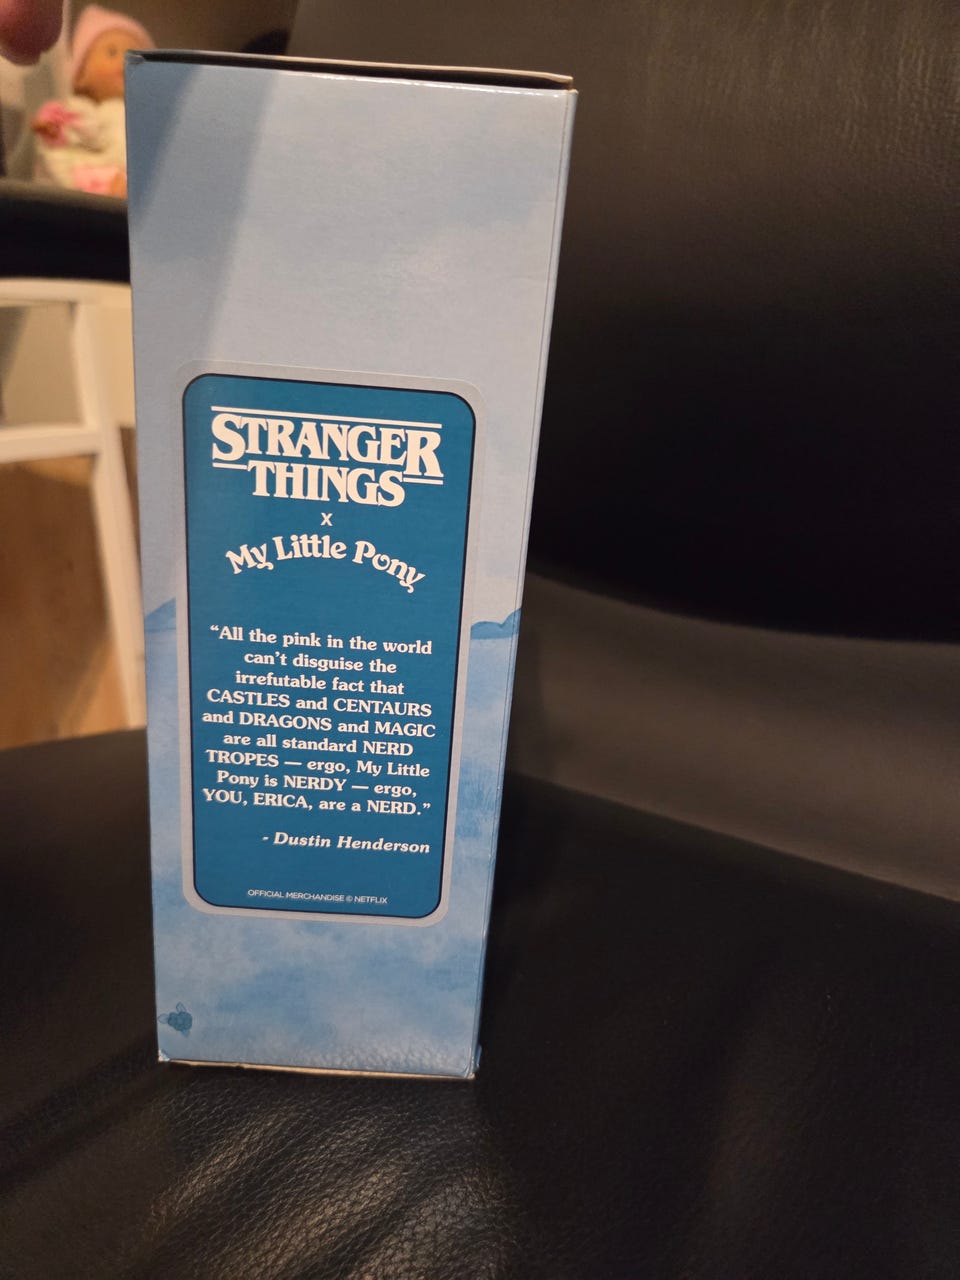 STRANGER
THINGS
X
My Little Pony
“All the pink in the world
can’t disguise the
irrefutable fact that
CASTLES and CENTAURS
and DRAGONS and MAGIC
are all standard NERD
TROPES — ergo, My Little
Pony is NERDY — ergo,
YOU, ERICA, are a NERD.”
- Dustin Henderson
OFFICIAL MERCHANDISE © NETFLIX